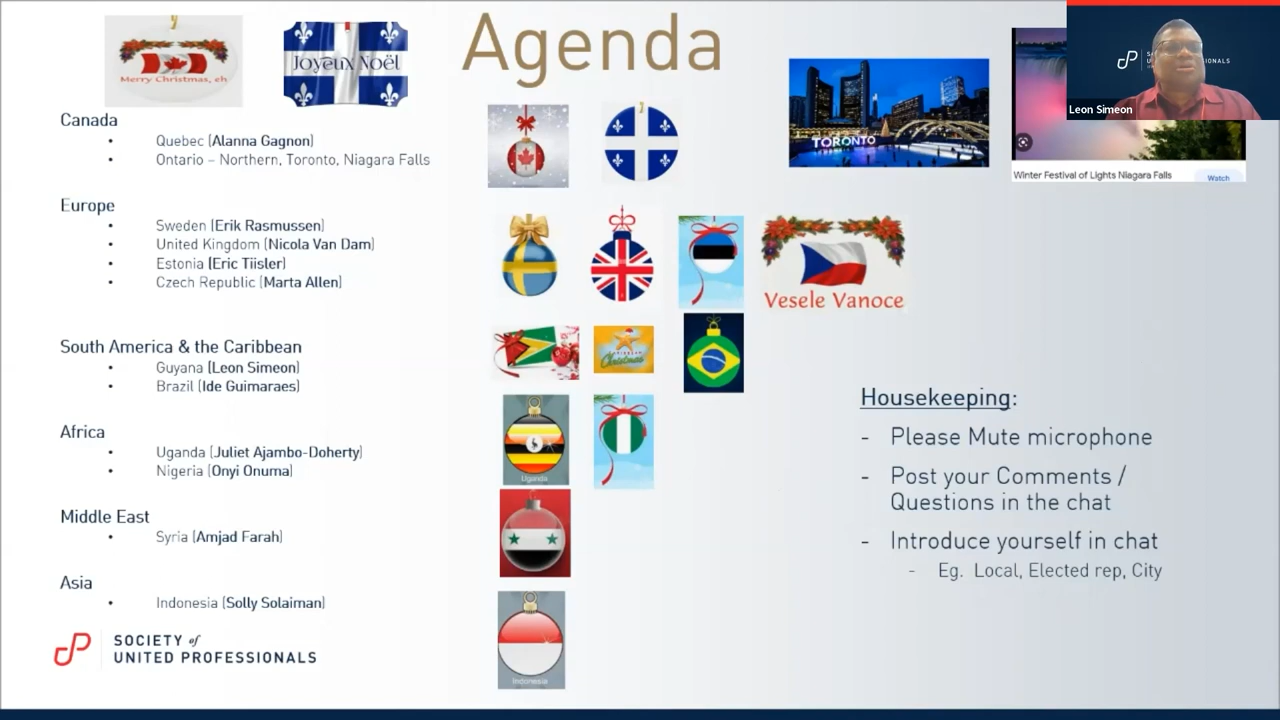 Agenda
Merry Christmas, eh
Joyeux Noël
TORONTO
Leon Simeon
Winter Festival of Lights Niagara Falls
Watch
Canada
• Quebec (Alanna Gagnon)
• Ontario – Northern, Toronto, Niagara Falls
Europe
• Sweden (Erik Rasmussen)
• United Kingdom (Nicola Van Dam)
• Estonia (Eric Tiisler)
• Czech Republic (Marta Allen)
Vesele Vanoce
South America & the Caribbean
• Guyana (Leon Simeon)
• Brazil (Ide Guimaraes)
Christmas
Africa
• Uganda (Juliet Ajambo-Doherty)
• Nigeria (Onyi Onuma)
Uganda
Middle East
• Syria (Amjad Farah)
Asia
• Indonesia (Solly Solaiman)
Indonesia
SOCIETY of
UNITED PROFESSIONALS
Housekeeping:
- Please Mute microphone
- Post your Comments /
Questions in the chat
- Introduce yourself in chat
- Eg. Local, Elected rep, City